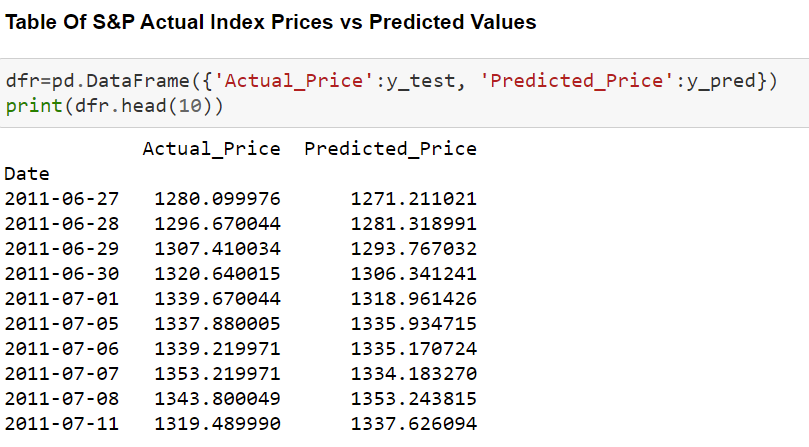 Table Of S&P Actual Index Prices vs Predicted Values
dfr=pd.DataFrame({'Actual_Price':y_test, 'Predicted_Price':y_pred})
print(dfr.head(10))
Actual_Price Predicted_Price
Date
2011-06-27 1280.099976 1271.211021
2011-06-28 1296.670044 1281.318991
2011-06-29 1307.410034 1293.767032
2011-06-30 1320.640015 1306.341241
2011-07-01 1339.670044 1318.961426
2011-07-05 1337.880005 1335.934715
2011-07-06 1339.219971 1335.170724
2011-07-07 1353.219971 1334.183270
2011-07-08 1343.800049 1353.243815
2011-07-11 1319.489990 1337.626094